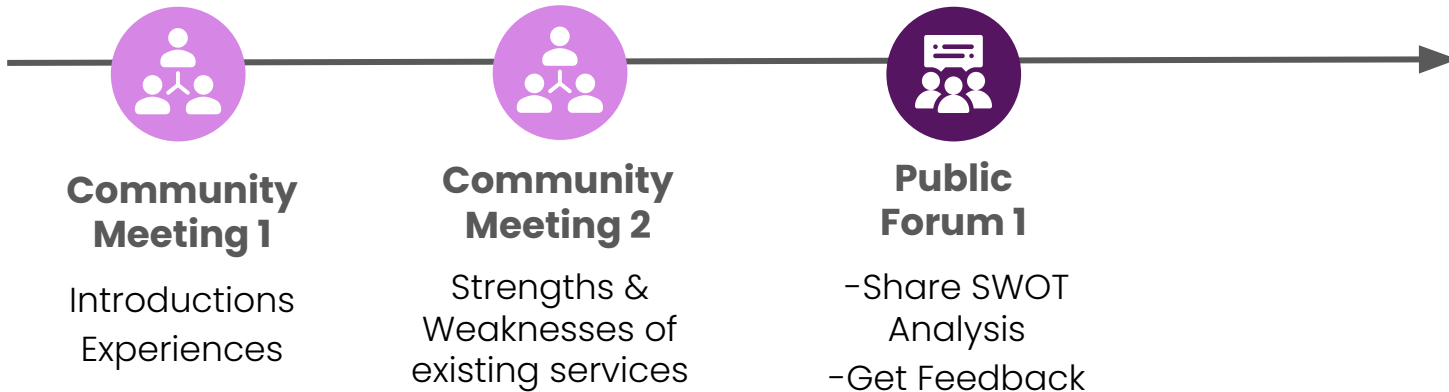 Community
Meeting 1
Introductions
Experiences
Community
Meeting 2
Strengths &
Weaknesses of
existing services
Public
Forum 1
-Share SWOT
Analysis
-Get Feedback